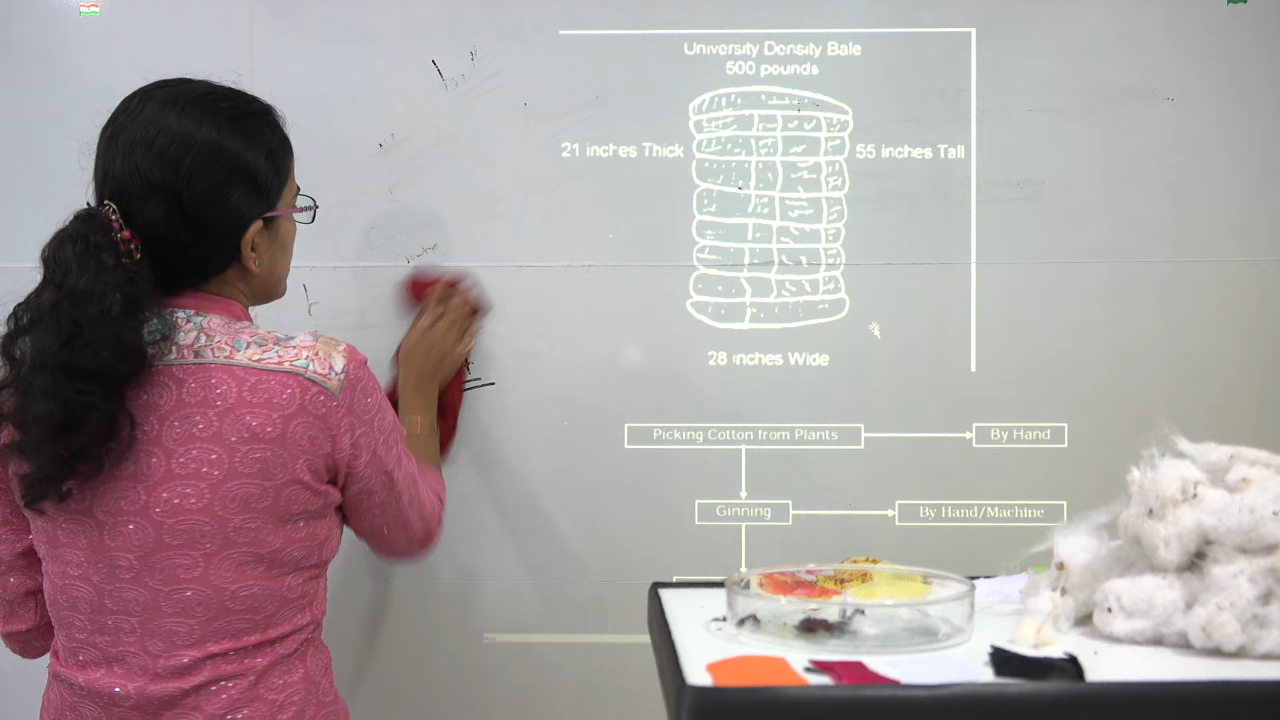 University Density Bale
500 pounds
21 inches Thick
55 inches Tall
28 inches Wide
Picking Cotton from Plants
By Hand
Ginning
By Hand/Machine